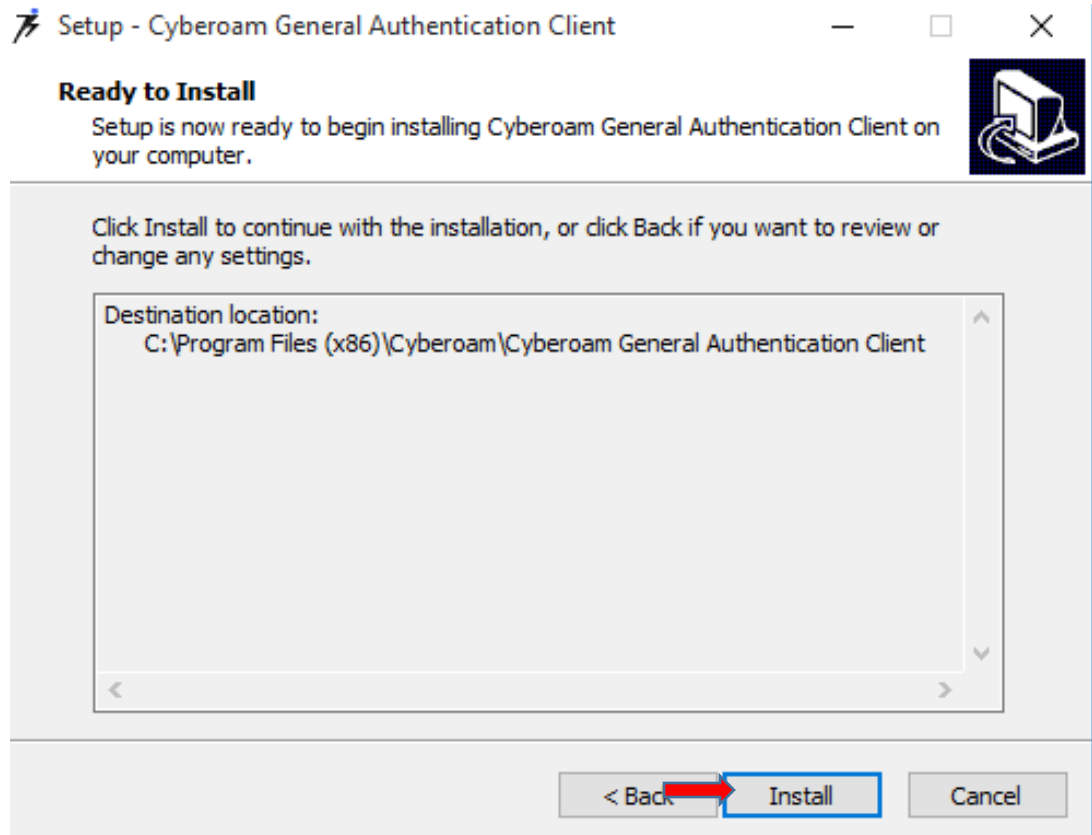 Setup - Cyberoam General Authentication Client
Ready to Install
Setup is now ready to begin installing Cyberoam General Authentication Client on
your computer.
Click Install to continue with the installation, or click Back if you want to review or
change any settings.
Destination location:
C:\Program Files (x86)\Cyberoam\Cyberoam General Authentication Client
< Back
Install
Cancel